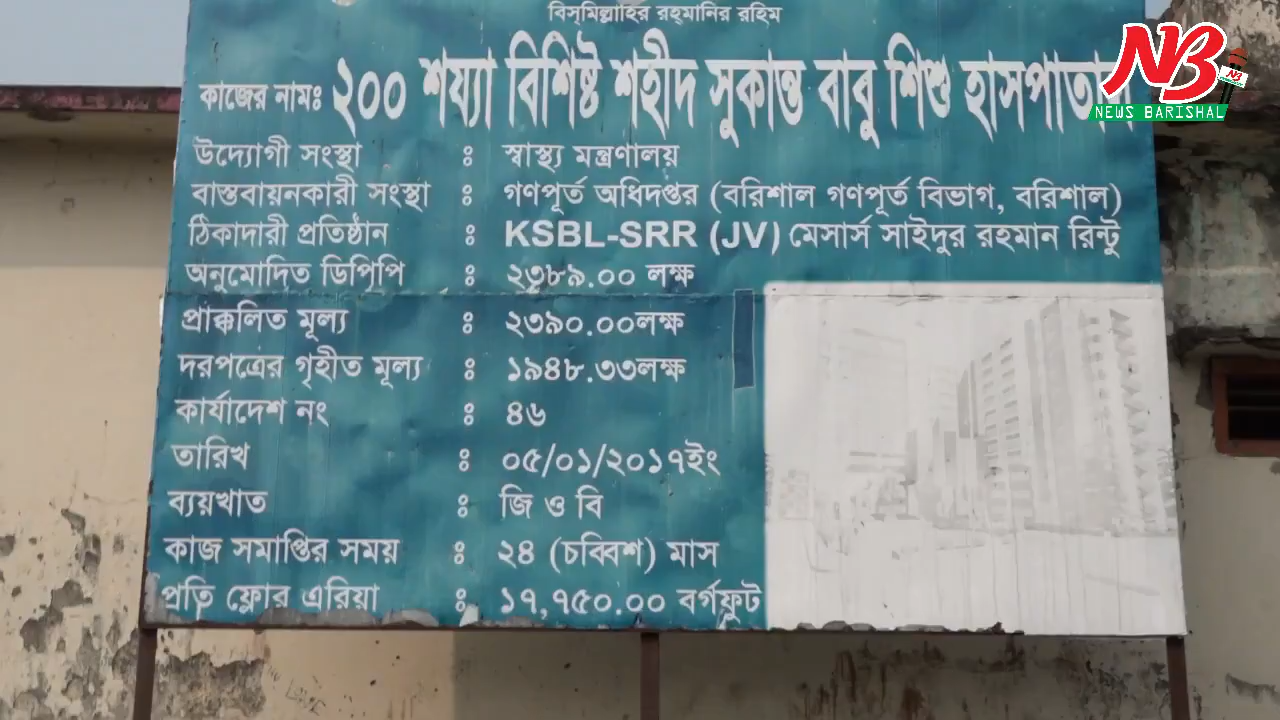 বিস্‌মিল্লাহির রহ্‌মানির রহিম
কাজের নামঃ ২০০ শয্যা বিশিষ্ট শহীদ সুকান্ত বাবু শিশু হাসপাতাল
উদ্যোগী সংস্থা : স্বাস্থ্য মন্ত্রণালয়
বাস্তবায়নকারী সংস্থা : গণপূর্ত অধিদপ্তর (বরিশাল গণপূর্ত বিভাগ, বরিশাল)
ঠিকাদারী প্রতিষ্ঠান : KSBL-SRR (JV) মেসার্স সাইদুর রহমান রিন্টু
অনুমোদিত ডিপিপি : ২৩৮৯.০০ লক্ষ
প্রাক্কলিত মূল্য : ২৩৯০.০০লক্ষ
দরপত্রের গৃহীত মূল্য : ১৯৪৮.৩৩লক্ষ
কার্যাদেশ নং : ৪৬
তারিখ : ০৫/০১/২০১৭ইং
ব্যয়খাত : জি ও বি
কাজ সমাপ্তির সময় : ২৪ (চব্বিশ) মাস
প্রতি ফ্লোর এরিয়া : ১৭,৭৫০.০০ বর্গফুট
NB
NEWS BARISHAL